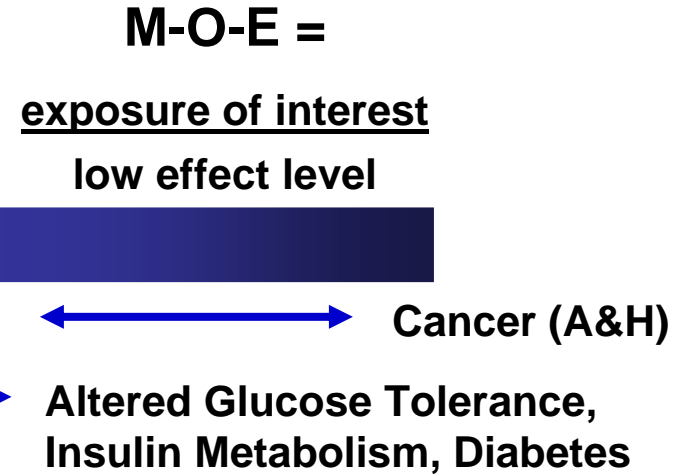 M-O-E =
exposure of interest
low effect level
Cancer (A&H)
Altered Glucose Tolerance,
Insulin Metabolism, Diabetes